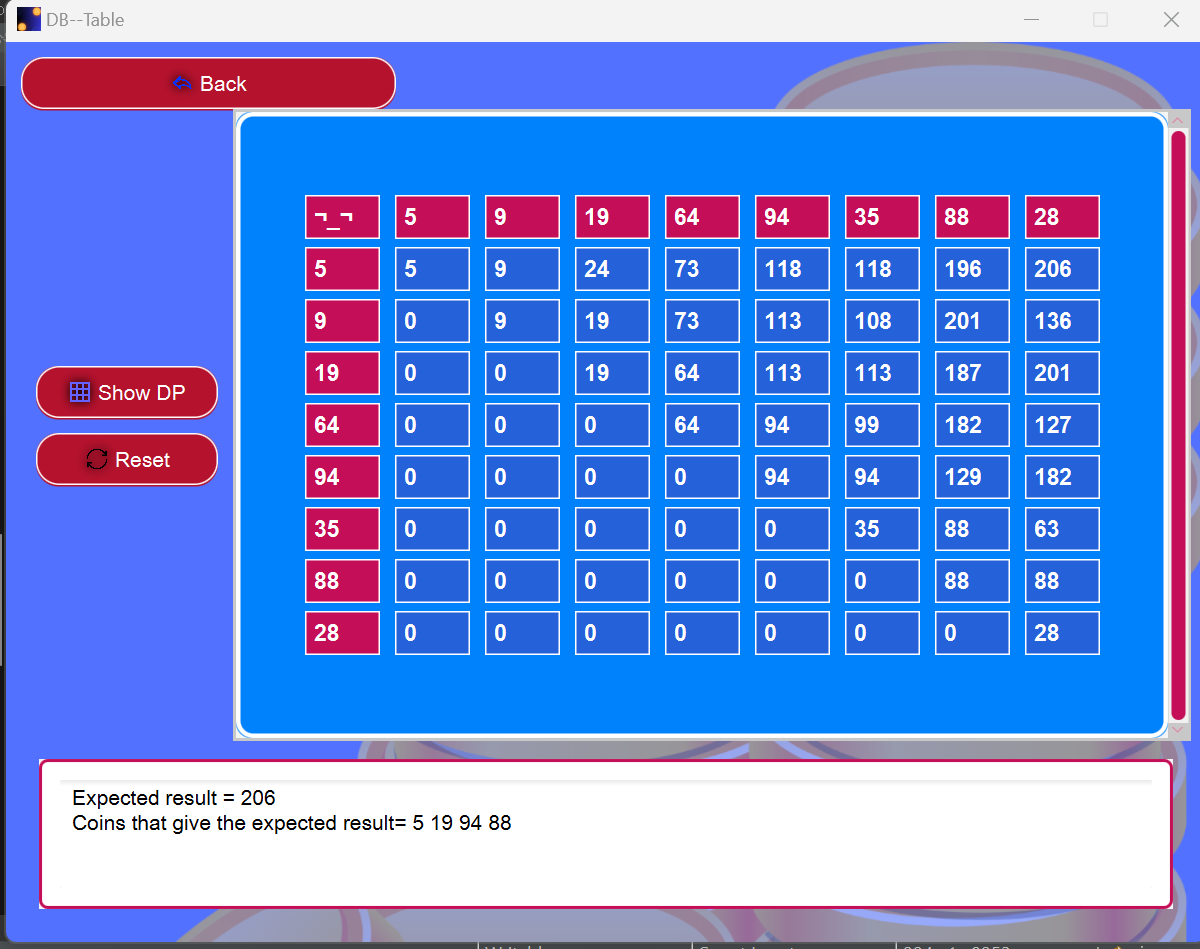 DB--Table
Back
¬_¬ 5 9 19 64 94 35 88 28
5 5 9 24 73 118 118 196 206
9 0 9 19 73 113 108 201 136
19 0 0 19 64 113 113 187 201
Show DP
64 0 0 0 64 94 99 182 127
Reset
94 0 0 0 0 94 94 129 182
35 0 0 0 0 0 35 88 63
88 0 0 0 0 0 0 88 88
28 0 0 0 0 0 0 0 28
Expected result = 206
Coins that give the expected result= 5 19 94 88